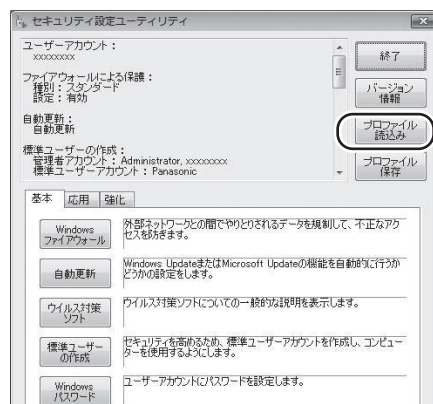 セキュリティ設定ユーティリティ
ユーザーアカウント：
xxxxxxxx
ファイアウォールによる保護：
種別：スタンダード
設定：有効
自動更新：
自動更新
標準ユーザーの作成：
管理者アカウント：Administrator, xxxxxxxx
標準ユーザーアカウント：Panasonic
終了
バージョン
情報
プロファイル
読込み
プロファイル
保存
基本
応用
強化
Windows
ファイアウォール
外部ネットワークとの間でやりとりされるデータを規制して、不正なアク
セスを防ぎます。
自動更新
Windows UpdateまたはMicrosoft Updateの機能を自動的に行うか
どうかの設定をします。
ウイルス対策
ソフト
ウイルス対策ソフトについての一般的な説明を表示します。
標準ユーザー
の作成
セキュリティを高めるため、標準ユーザーアカウントを作成し、コンピュー
ターを使用するようにします。
Windows
パスワード
ユーザーアカウントにパスワードを設定します。